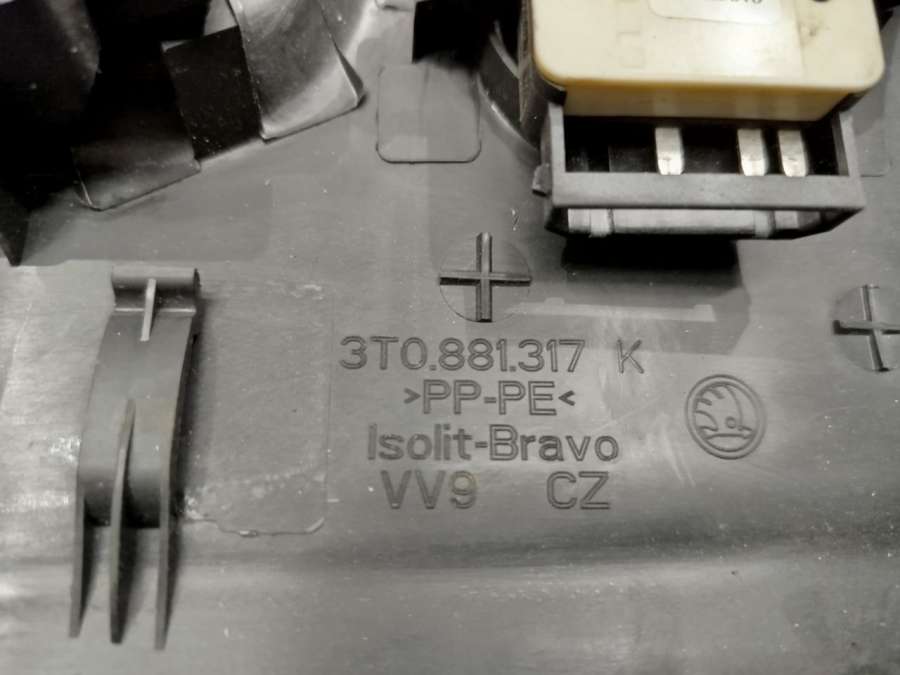 3T0.881.317 K
>PP-PE<
Isolit-Bravo
VV9 CZ